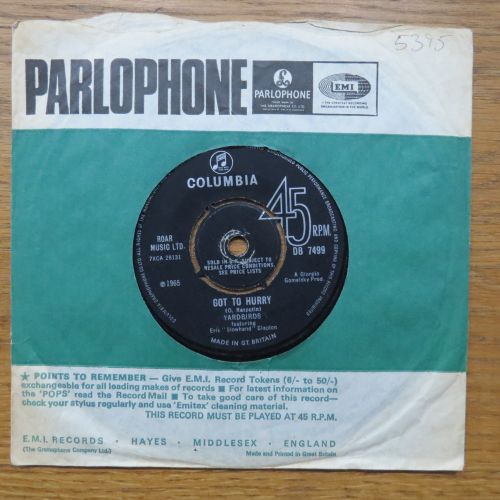 5395
PARLOPHONE
PARLOPHONE
EMI
COLUMBIA
45
R.P.M.
DB 7499
ROAR
MUSIC LTD.
7XCA 26131
℗1965
SOLD IN U.K. SUBJECT TO
RESALE PRICE CONDITIONS,
SEE PRICE LISTS
A Giorgio
Gomelsky Prod.
GOT TO HURRY
(O. Rasputin)
YARDBIRDS
featuring
Eric "Slowhand" Clapton
MADE IN GT. BRITAIN
★ POINTS TO REMEMBER — Give E.M.I. Record Tokens (6/- to 50/-)
exchangeable for all leading makes of records • For latest information on
the 'POPS' read the Record Mail • To take good care of this record—
check your stylus regularly and use 'Emitex' cleaning material.
THIS RECORD MUST BE PLAYED AT 45 R.P.M.
E.M.I. RECORDS · HAYES · MIDDLESEX · ENGLAND
(The Gramophone Company Ltd.)
Made and Printed in Great Britain